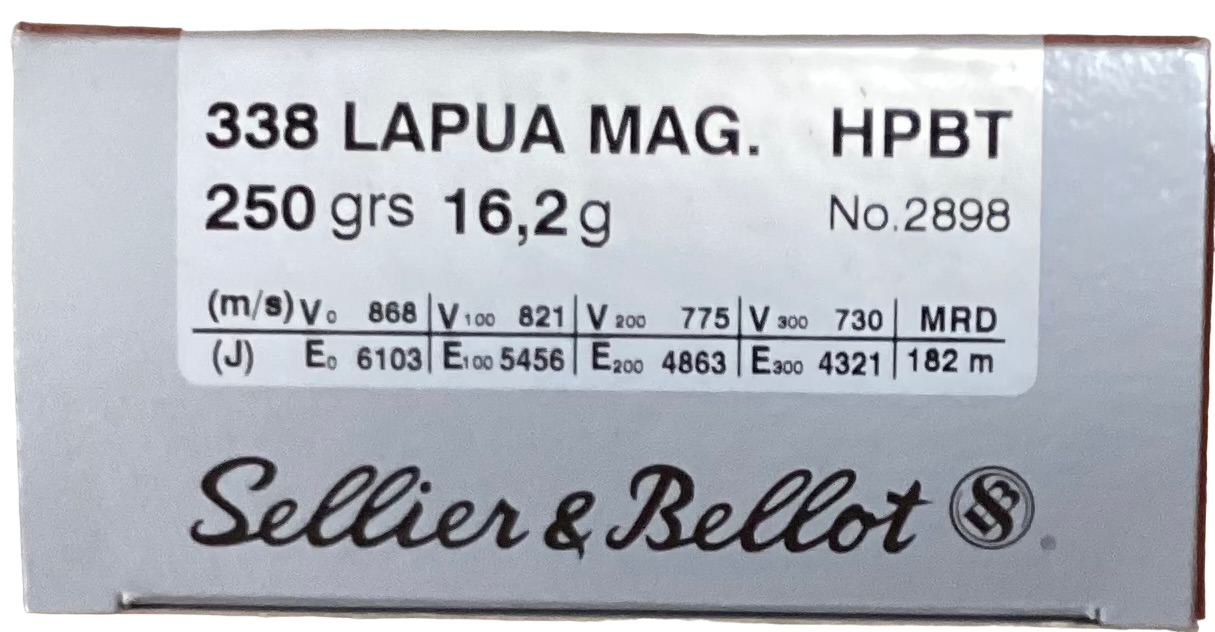 338 LAPUA MAG. HPBT
250 grs 16,2 g No.2898
(m/s) V0 868 V100 821 V200 775 V300 730 MRD
(J) E0 6103 E100 5456 E200 4863 E300 4321 182 m
Sellier & Bellot SB